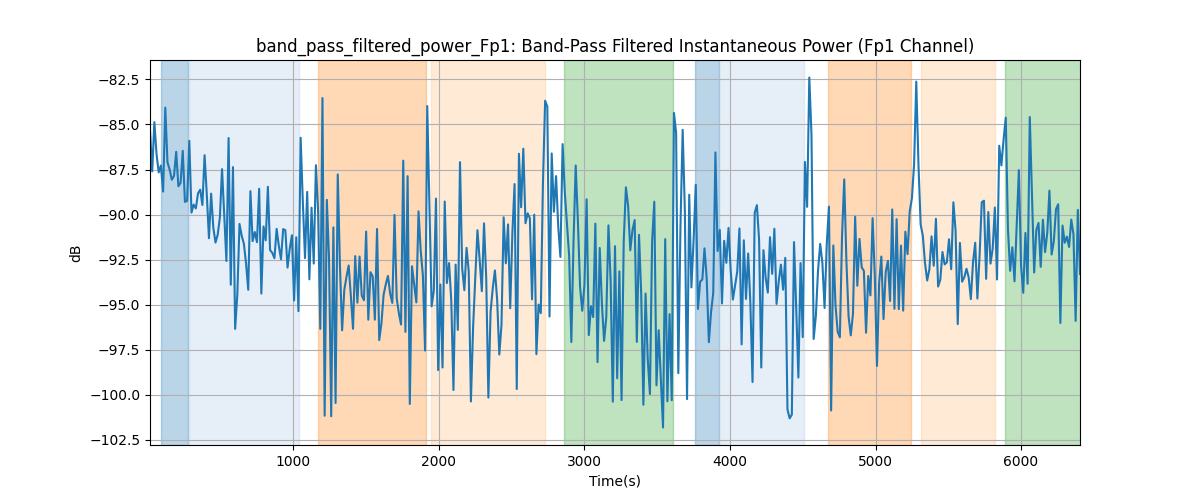 band_pass_filtered_power_Fp1: Band-Pass Filtered Instantaneous Power (Fp1 Channel)
−82.5
−85.0
−87.5
−90.0
−92.5
−95.0
−97.5
−100.0
−102.5
dB
1000 2000 3000 4000 5000 6000
Time(s)